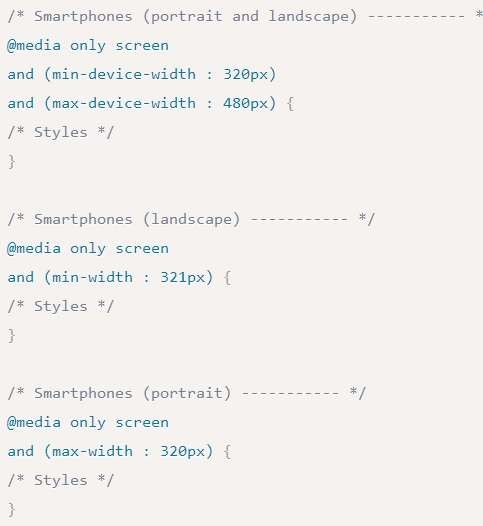 /* Smartphones (portrait and landscape) ----------- *
@media only screen
and (min-device-width : 320px)
and (max-device-width : 480px) {
/* Styles */
}
/* Smartphones (landscape) ----------- */
@media only screen
and (min-width : 321px) {
/* Styles */
}
/* Smartphones (portrait) ----------- */
@media only screen
and (max-width : 320px) {
/* Styles */
}